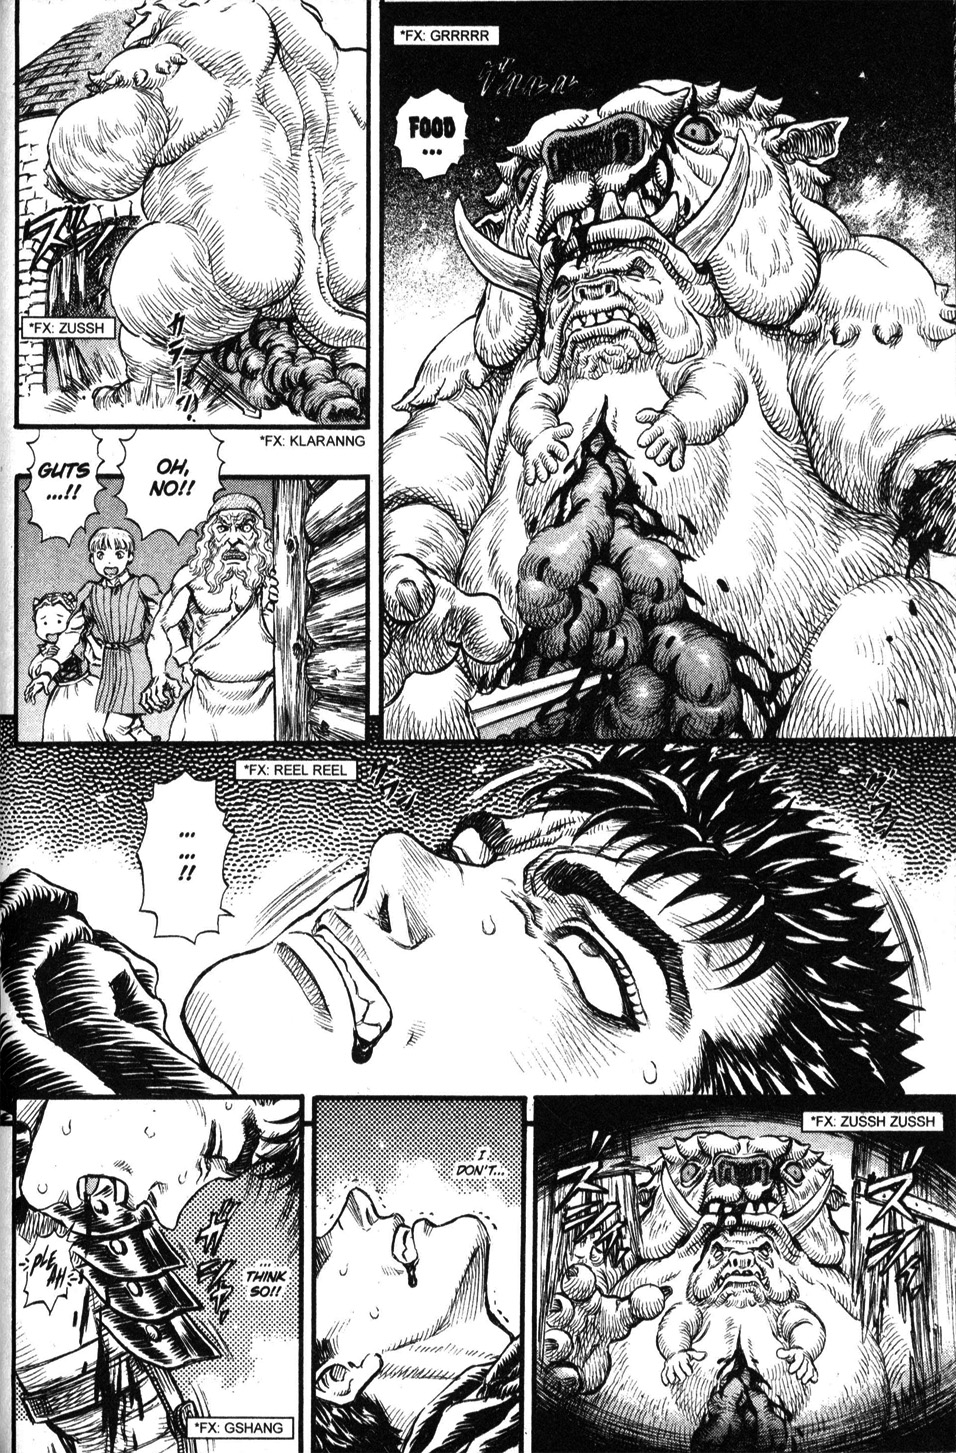 *FX: GRRRRR
FOOD
...
*FX: ZUSSH
*FX: KLARANNG
OH,
NO!!
GUTS
...!!
*FX: REEL REEL
...
...
!!
*FX: ZUSSH ZUSSH
I
DON'T...
THINK
SO!!
*FX: GSHANG